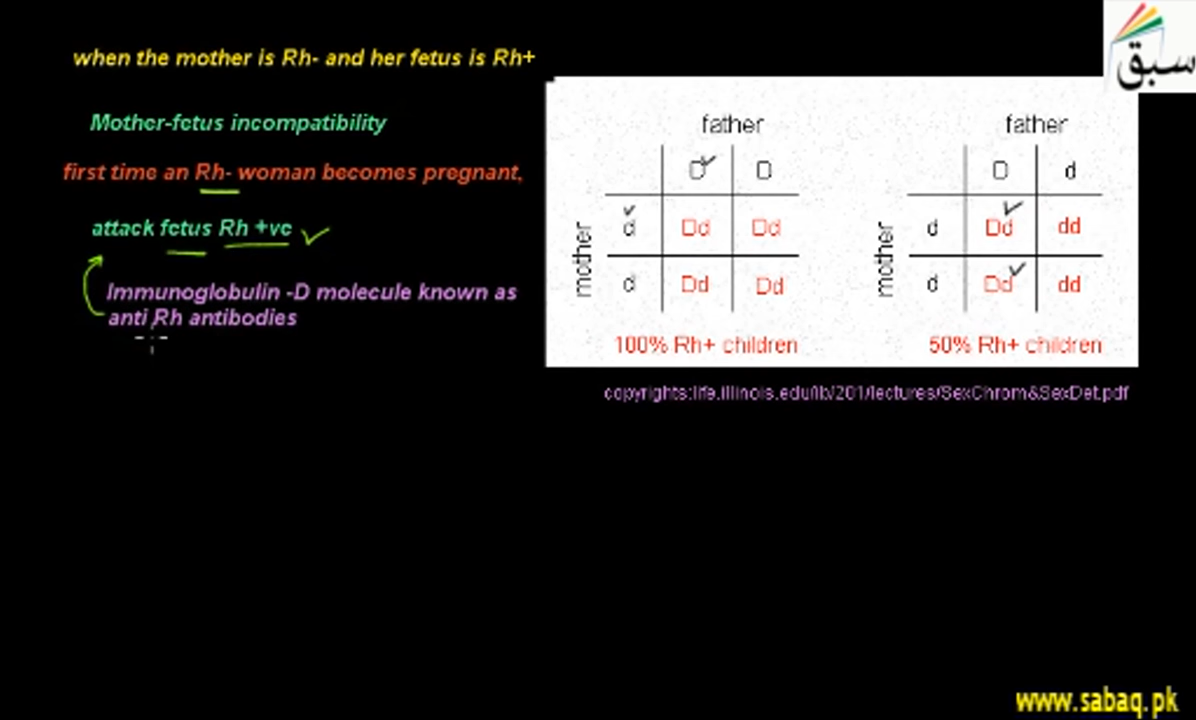 when the mother is Rh- and her fetus is Rh+
سبق
Mother-fetus incompatibility
first time an Rh- woman becomes pregnant,
attack fetus Rh +ve
Immunoglobulin -D molecule known as
anti Rh antibodies
father
D D
mother
d Dd Dd
d Dd Dd
100% Rh+ children
father
D d
mother
d Dd dd
d Dd dd
50% Rh+ children
copyrights:life.illinois.edu/ib/201/lectures/SexChrom&SexDet.pdf
www.sabaq.pk